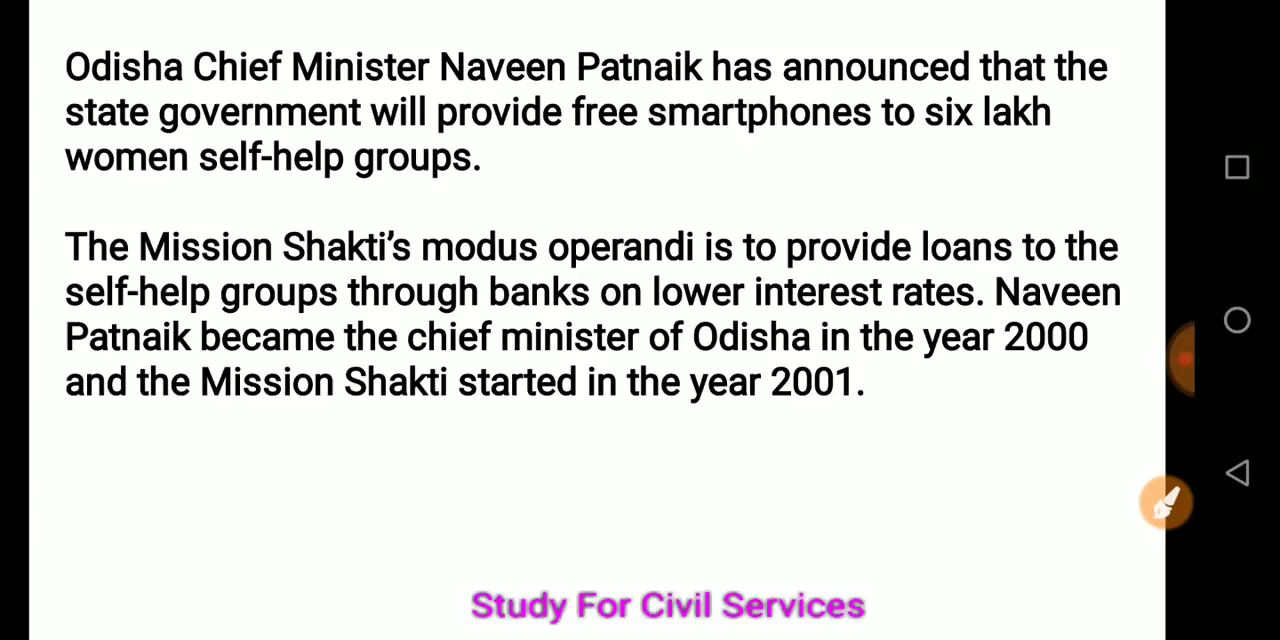 Odisha Chief Minister Naveen Patnaik has announced that the
state government will provide free smartphones to six lakh
women self-help groups.
The Mission Shakti’s modus operandi is to provide loans to the
self-help groups through banks on lower interest rates. Naveen
Patnaik became the chief minister of Odisha in the year 2000
and the Mission Shakti started in the year 2001.
Study For Civil Services